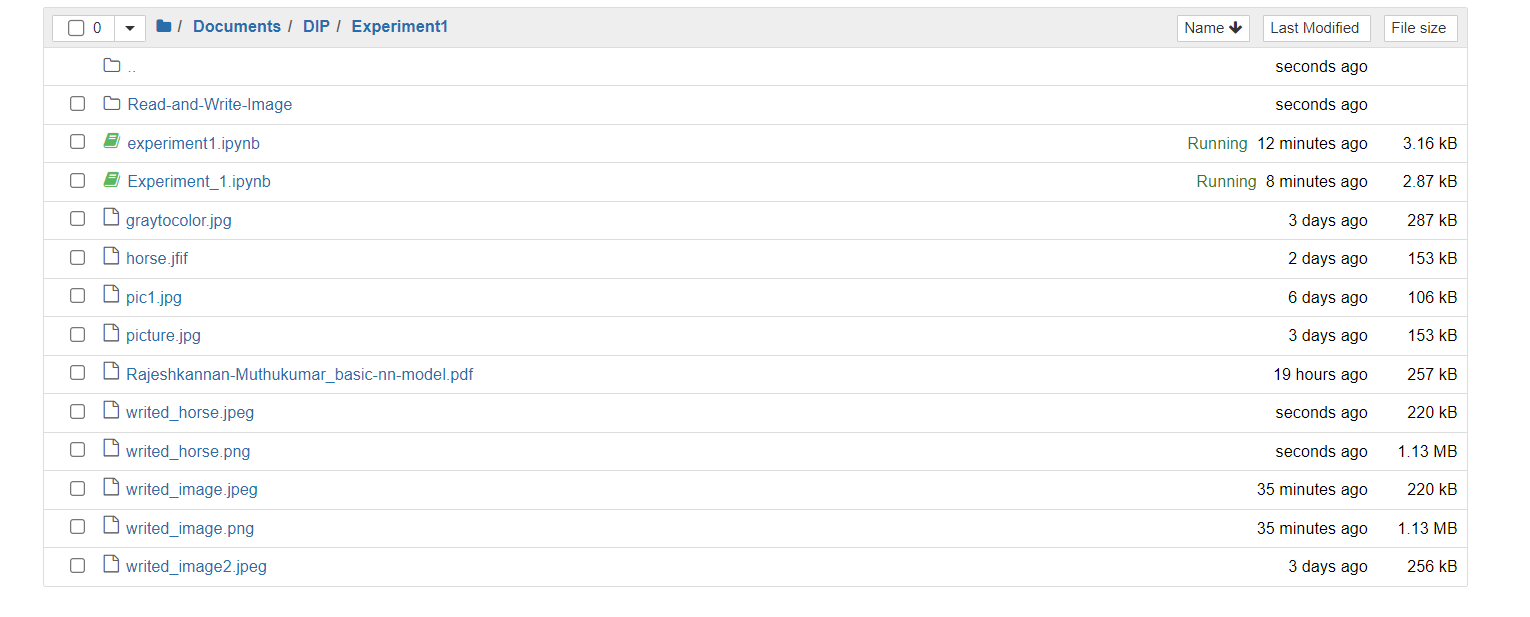 0 / Documents / DIP / Experiment1 Name Last Modified File size
.. seconds ago
Read-and-Write-Image seconds ago
experiment1.ipynb Running 12 minutes ago 3.16 kB
Experiment_1.ipynb Running 8 minutes ago 2.87 kB
graytocolor.jpg 3 days ago 287 kB
horse.jfif 2 days ago 153 kB
pic1.jpg 6 days ago 106 kB
picture.jpg 3 days ago 153 kB
Rajeshkannan-Muthukumar_basic-nn-model.pdf 19 hours ago 257 kB
writed_horse.jpeg seconds ago 220 kB
writed_horse.png seconds ago 1.13 MB
writed_image.jpeg 35 minutes ago 220 kB
writed_image.png 35 minutes ago 1.13 MB
writed_image2.jpeg 3 days ago 256 kB